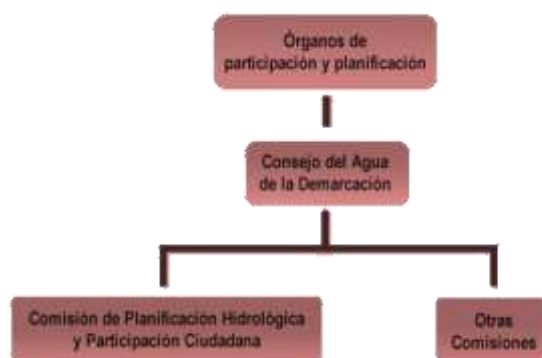 Órganos de
participación y planificación
Consejo del Agua
de la Demarcación
Comisión de Planificación Hidrológica
y Participación Ciudadana
Otras
Comisiones